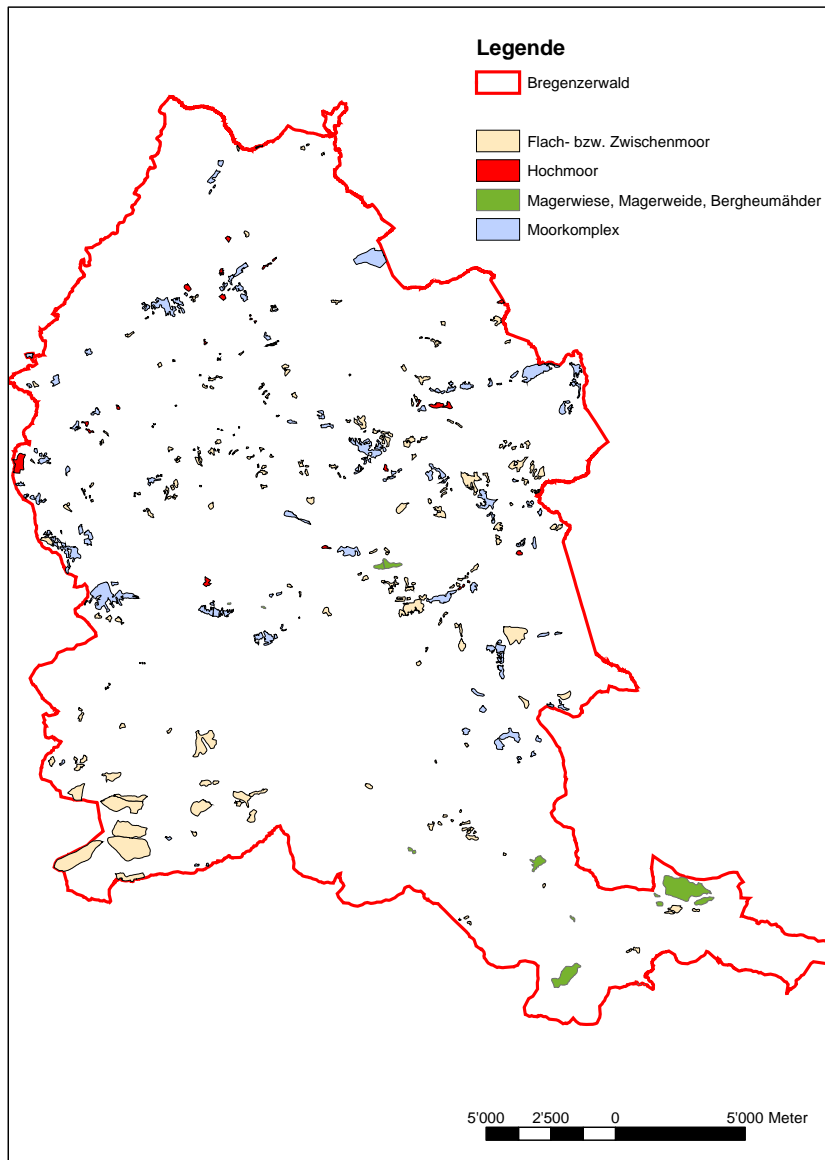 Legende
Bregenzerwald
Flach- bzw. Zwischenmoor
Hochmoor
Magerwiese, Magerweide, Bergheumähder
Moorkomplex
5'000 2'500 0 5'000 Meter